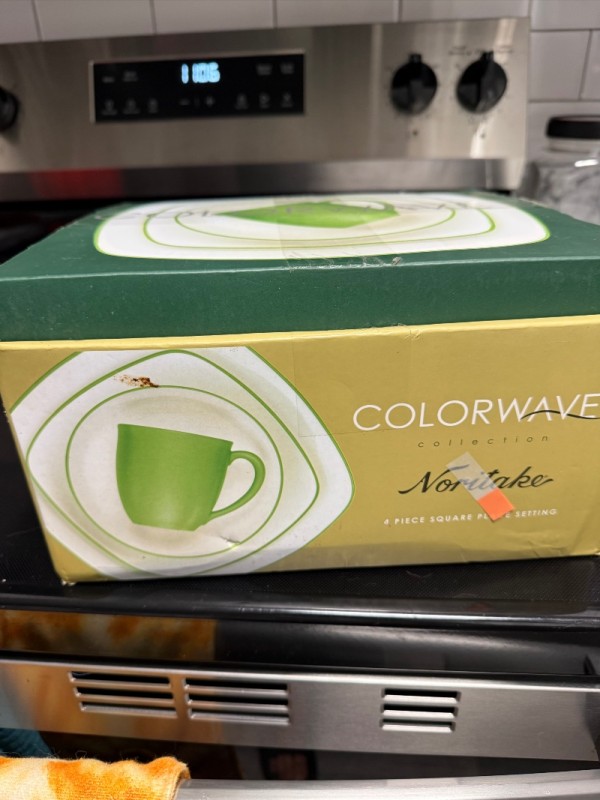 11:06
COLORWAVE
collection
Noritake
4 PIECE SQUARE SETTING